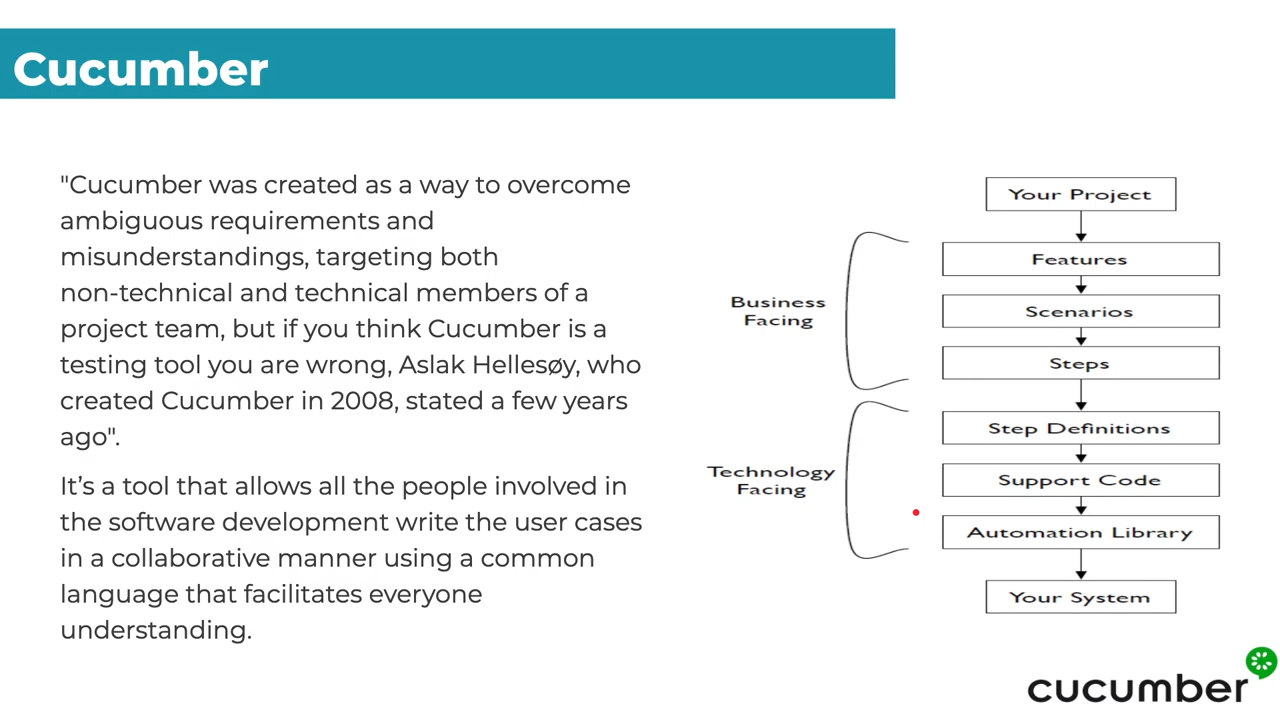 Cucumber
"Cucumber was created as a way to overcome
ambiguous requirements and
misunderstandings, targeting both
non-technical and technical members of a
project team, but if you think Cucumber is a
testing tool you are wrong, Aslak Hellesøy, who
created Cucumber in 2008, stated a few years
ago".
It’s a tool that allows all the people involved in
the software development write the user cases
in a collaborative manner using a common
language that facilitates everyone
understanding.
Your Project
Business
Facing
Features
Scenarios
Steps
Technology
Facing
Step Definitions
Support Code
Automation Library
Your System
cucumber